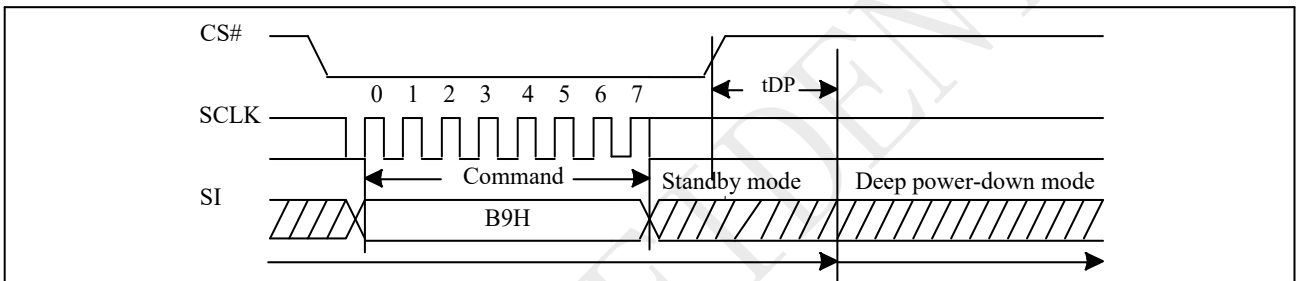 CS#
tDP
0 1 2 3 4 5 6 7
SCLK
Command
Standby mode
Deep power-down mode
SI
B9H